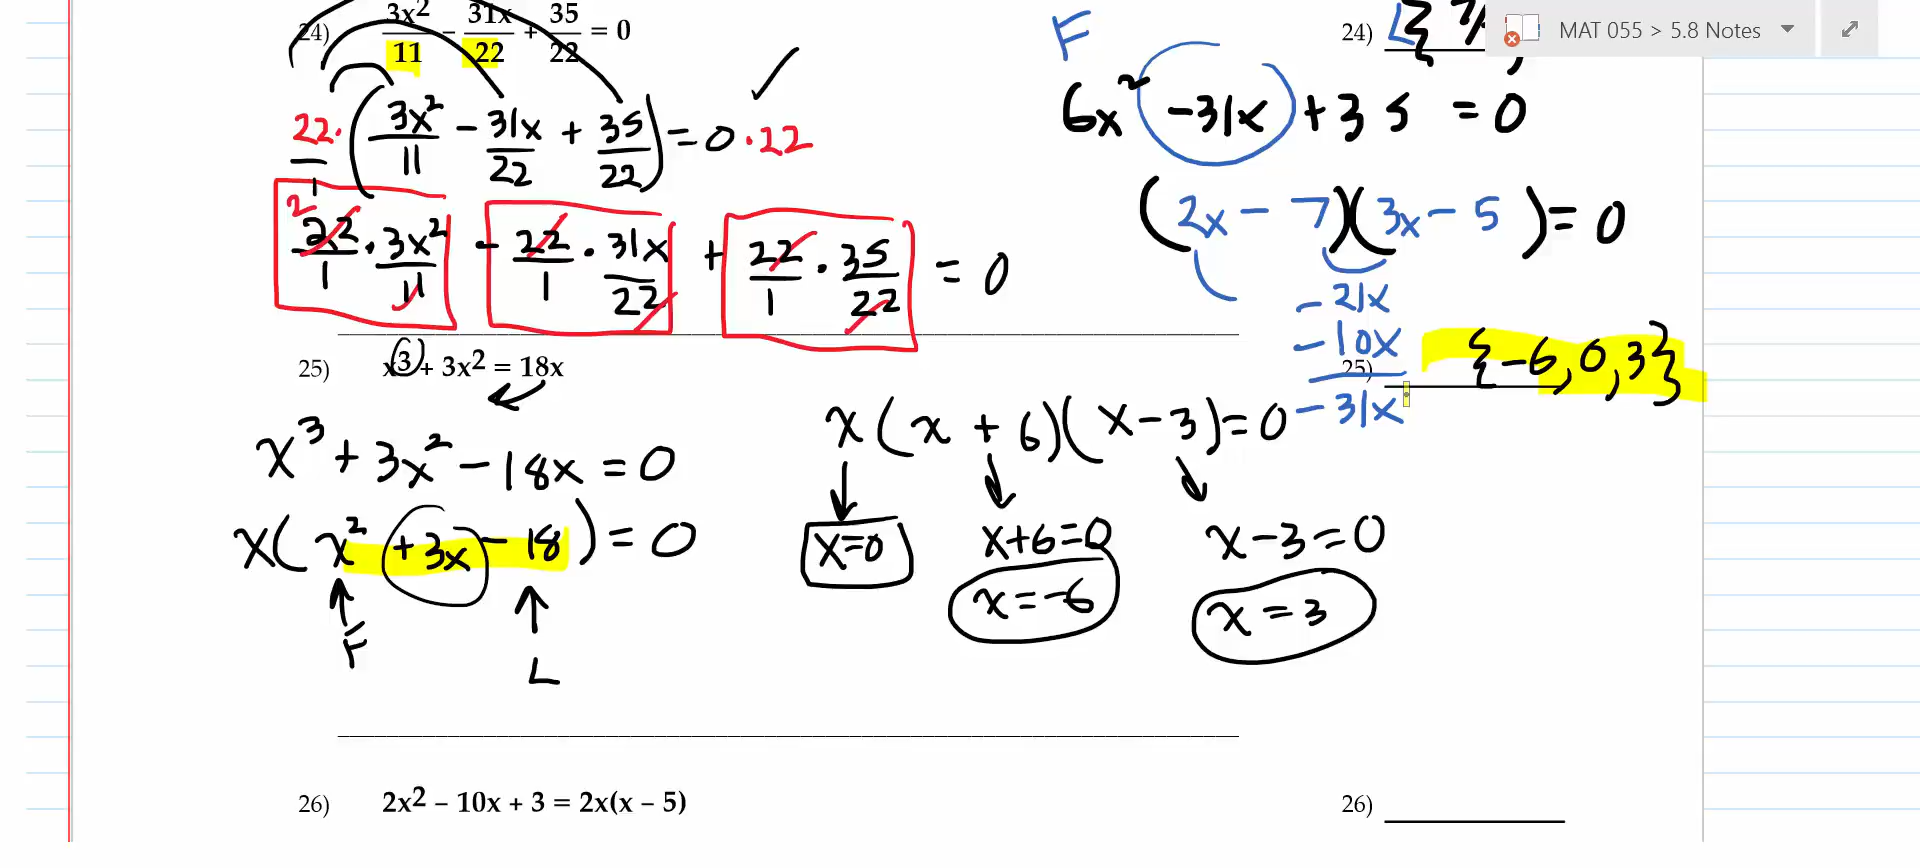 24) 3x²/11 - 31x/22 + 35/22 = 0
24)
MAT 055 > 5.8 Notes
F
22/1 · (3x²/11 - 31x/22 + 35/22) = 0 · 22
6x² - 31x + 35 = 0
(2x - 7)(3x - 5) = 0
2
22/1 · 3x²/11 - 22/1 · 31x/22 + 22/1 · 35/22 = 0
- 21x
- 10x
- 31x
25) x3 + 3x2 = 18x
25) {-6, 0, 3}
x³ + 3x² - 18x = 0
x(x² + 3x - 18) = 0
F
L
x(x + 6)(x - 3) = 0
x=0
x+6=0
x=-6
x-3=0
x=3
26) 2x2 – 10x + 3 = 2x(x – 5)
26)